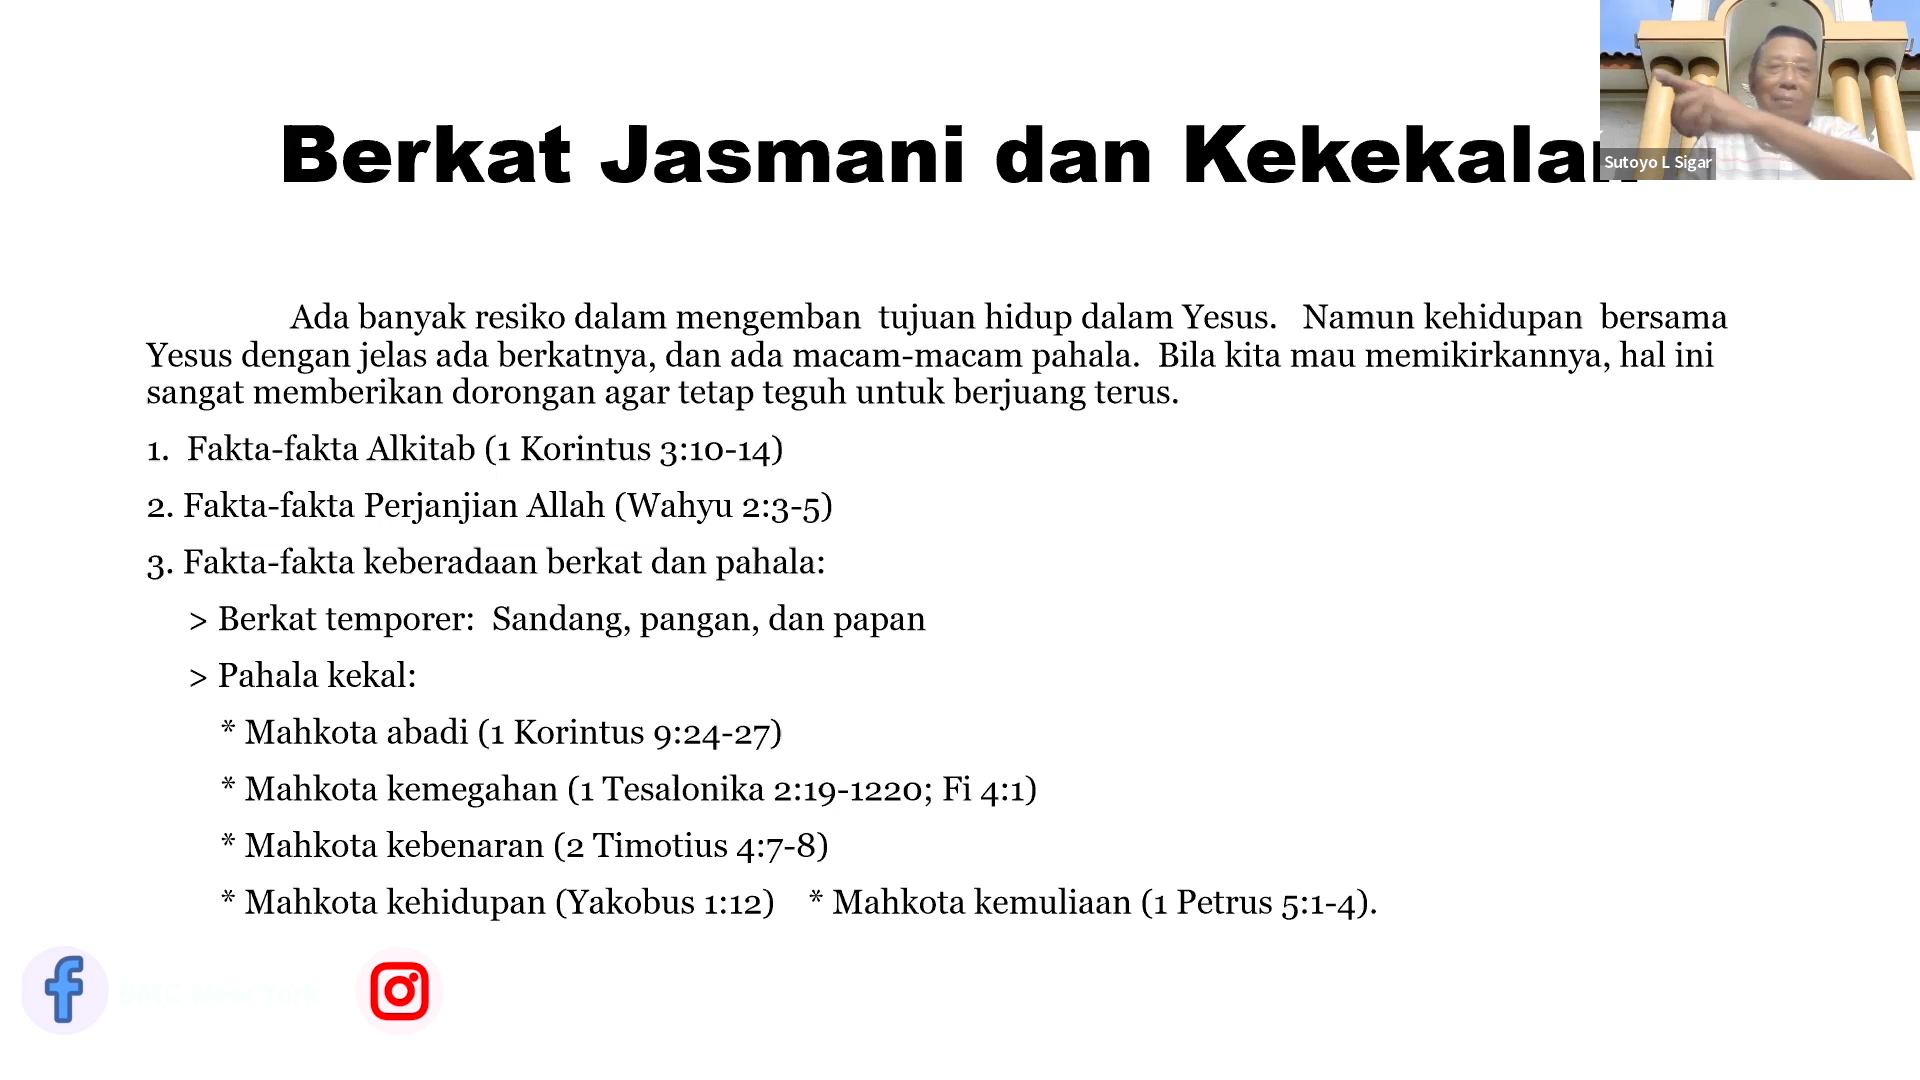 Berkat Jasmani dan Kekekalan
Sutoyo L Sigar
Ada banyak resiko dalam mengemban tujuan hidup dalam Yesus. Namun kehidupan bersama
Yesus dengan jelas ada berkatnya, dan ada macam-macam pahala. Bila kita mau memikirkannya, hal ini
sangat memberikan dorongan agar tetap teguh untuk berjuang terus.
1. Fakta-fakta Alkitab (1 Korintus 3:10-14)
2. Fakta-fakta Perjanjian Allah (Wahyu 2:3-5)
3. Fakta-fakta keberadaan berkat dan pahala:
> Berkat temporer: Sandang, pangan, dan papan
> Pahala kekal:
* Mahkota abadi (1 Korintus 9:24-27)
* Mahkota kemegahan (1 Tesalonika 2:19-1220; Fi 4:1)
* Mahkota kebenaran (2 Timotius 4:7-8)
* Mahkota kehidupan (Yakobus 1:12) * Mahkota kemuliaan (1 Petrus 5:1-4).